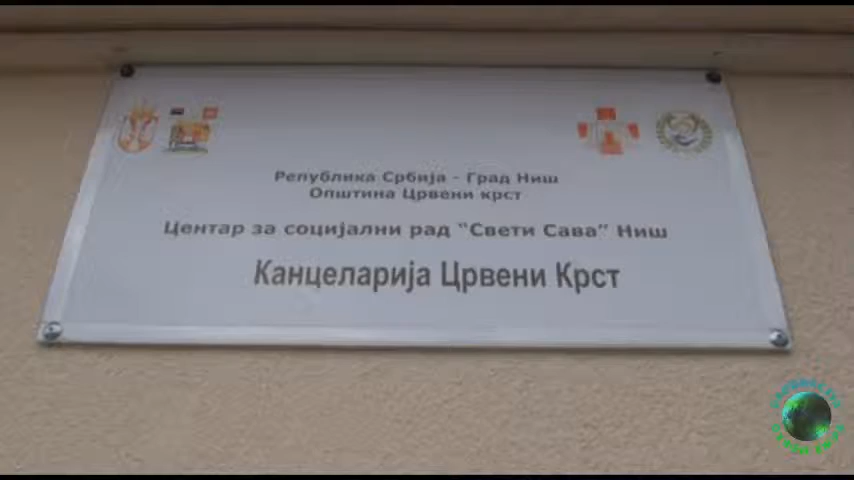 Република Србија - Град Ниш
Општина Црвени крст
Центар за социјални рад "Свети Сава" Ниш
Канцеларија Црвени Крст